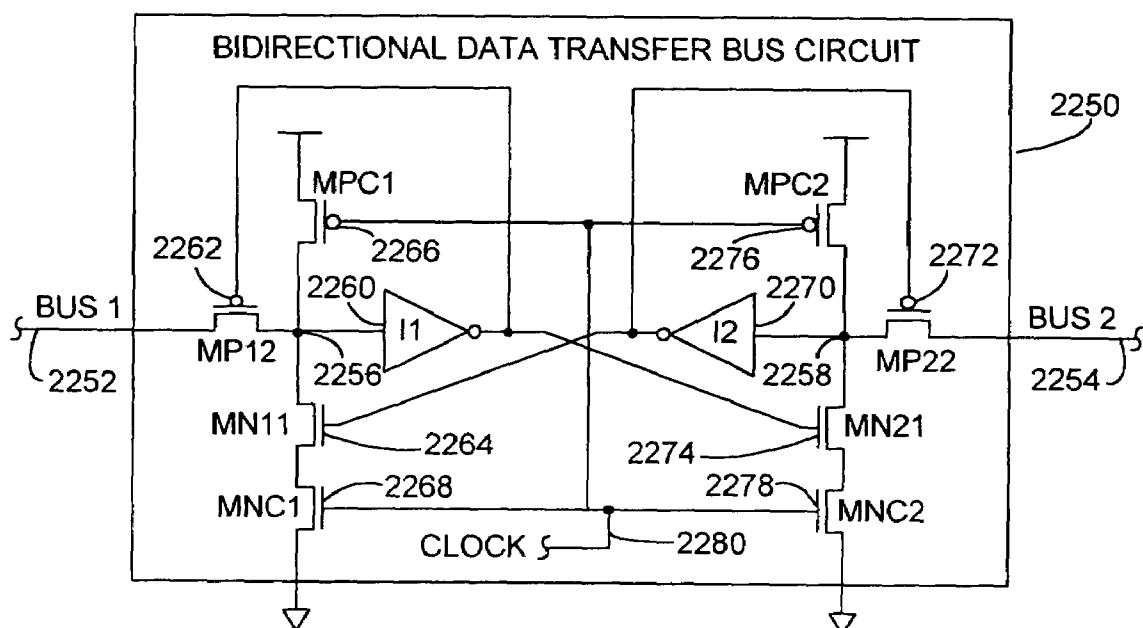 BIDIRECTIONAL DATA TRANSFER BUS CIRCUIT
2250
MPC1
MPC2
2262
2266
2276
2272
2260
2270
BUS 1
I1
I2
BUS 2
MP12
MP22
2252
2256
2258
2254
MN11
MN21
2264
2274
2268
2278
MNC1
MNC2
CLOCK
2280